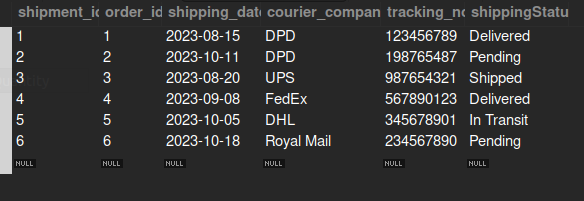 shipment_id order_id shipping_date courier_compan tracking_no shippingStatu
1 1 2023-08-15 DPD 123456789 Delivered
2 2 2023-10-11 DPD 198765487 Pending
3 3 2023-08-20 UPS 987654321 Shipped
4 4 2023-09-08 FedEx 567890123 Delivered
5 5 2023-10-05 DHL 345678901 In Transit
6 6 2023-10-18 Royal Mail 234567890 Pending
NULL NULL NULL NULL NULL NULL